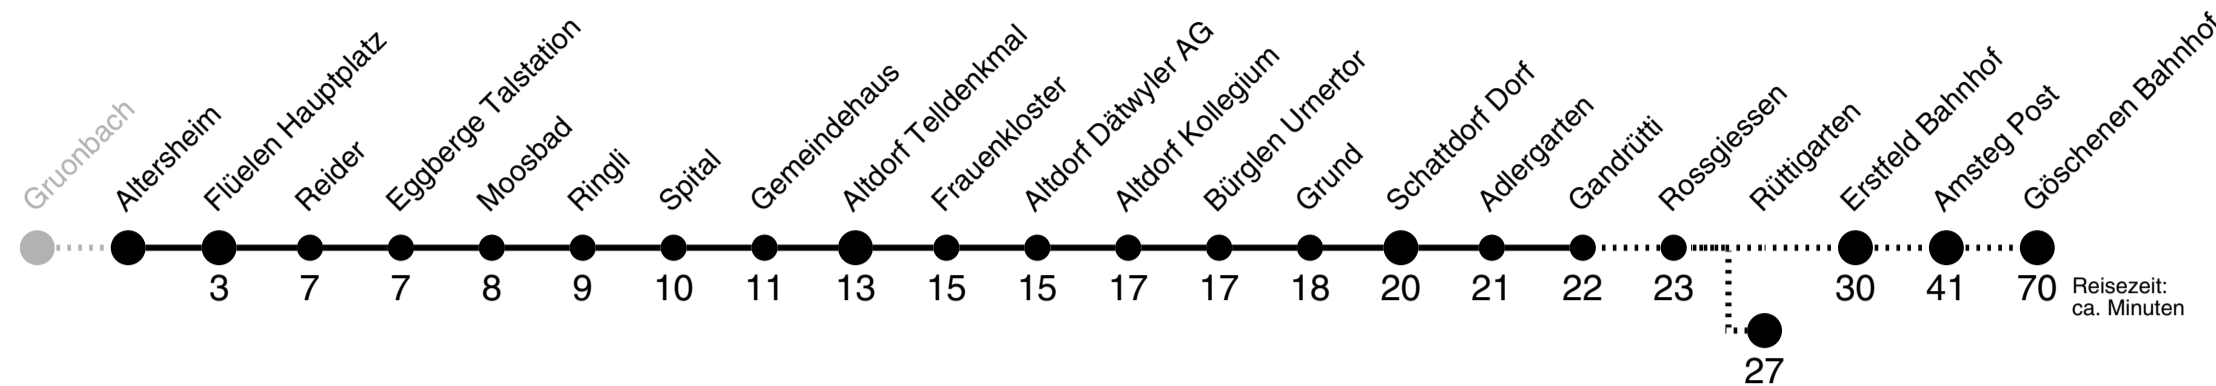 Gruonbach
Altersheim
Flüelen Hauptplatz
Reider
Eggberge Talstation
Moosbad
Ringli
Spital
Gemeindehaus
Altdorf Telldenkmal
Frauenkloster
Altdorf Dätwyler AG
Altdorf Kollegium
Bürglen Urnertor
Grund
Schattdorf Dorf
Adlergarten
Gandrütti
Rossgiessen
Rüttigarten
Erstfeld Bahnhof
Amsteg Post
Göschenen Bahnhof
3 7 7 8 9 10 11 13 15 15 17 17 18 20 21 22 23 30 41 70
Reisezeit:
ca. Minuten
27